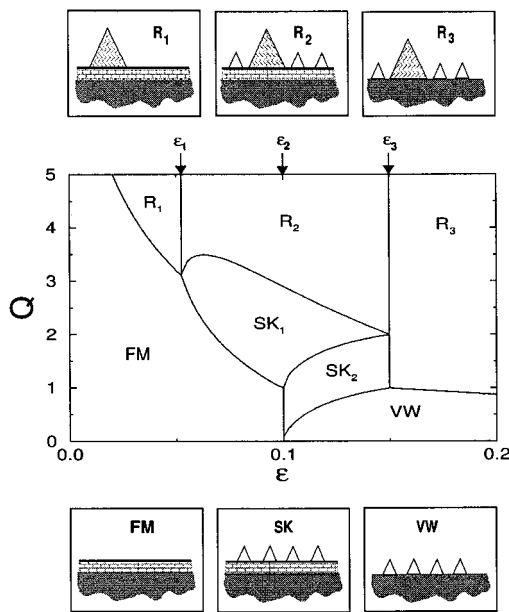 R1 R2 R3
ε1 ε2 ε3
5
4
3
2
1
0
Q
R1
R2
R3
FM
SK1
SK2
VW
0.0 0.1 0.2
ε
FM SK VW